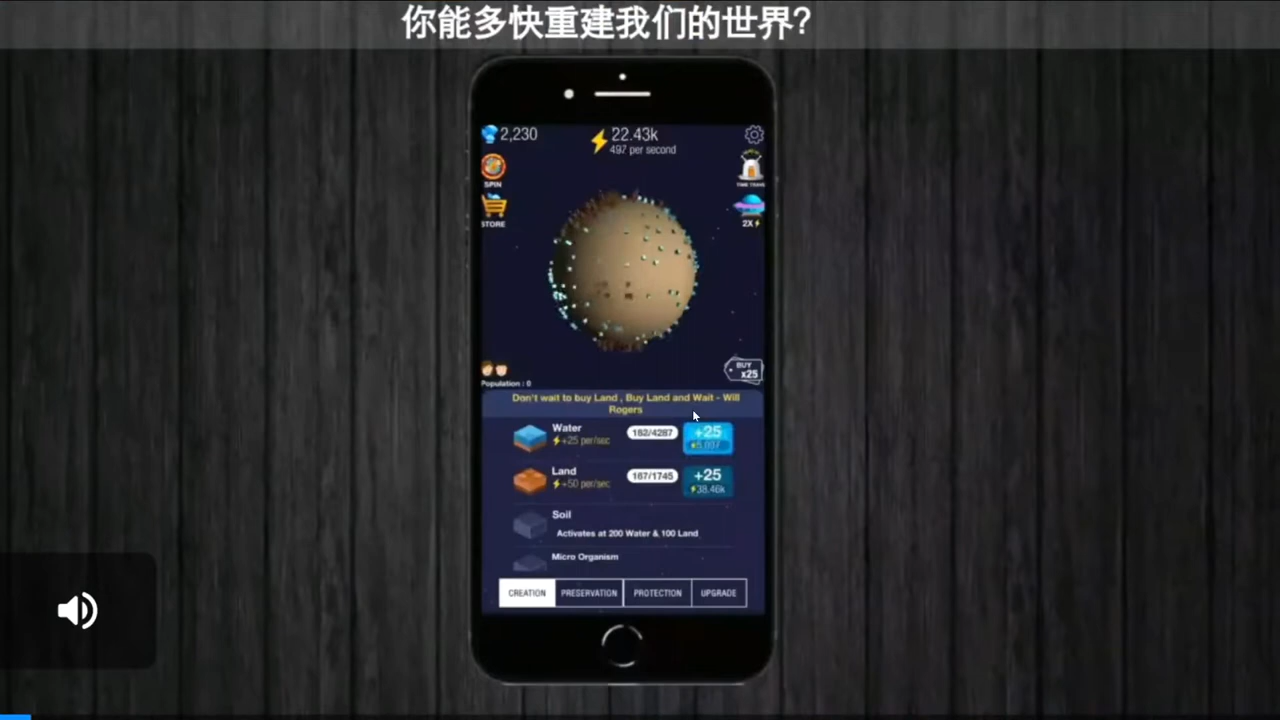 你能多快重建我们的世界?
2,230
22.43k
497 per second
SPIN
STORE
2X
Population : 0
BUY
x25
Don't wait to buy Land , Buy Land and Wait - Will
Rogers
Water
+25 per/sec
+25
Land
+50 per/sec
167/1745
+25
38.46k
Soil
Activates at 200 Water & 100 Land
Micro Organism
CREATION
PRESERVATION
PROTECTION
UPGRADE